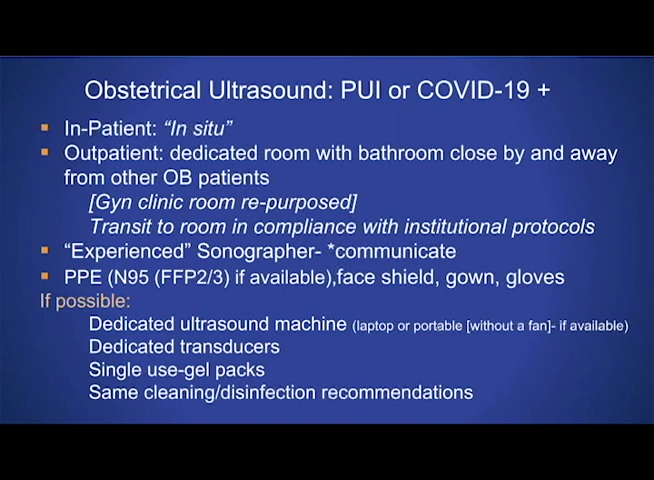 Obstetrical Ultrasound: PUI or COVID-19 +
▪ In-Patient: “In situ”
▪ Outpatient: dedicated room with bathroom close by and away
from other OB patients
[Gyn clinic room re-purposed]
Transit to room in compliance with institutional protocols
▪ “Experienced” Sonographer- *communicate
▪ PPE (N95 (FFP2/3) if available),face shield, gown, gloves
If possible:
Dedicated ultrasound machine (laptop or portable [without a fan]- if available)
Dedicated transducers
Single use-gel packs
Same cleaning/disinfection recommendations